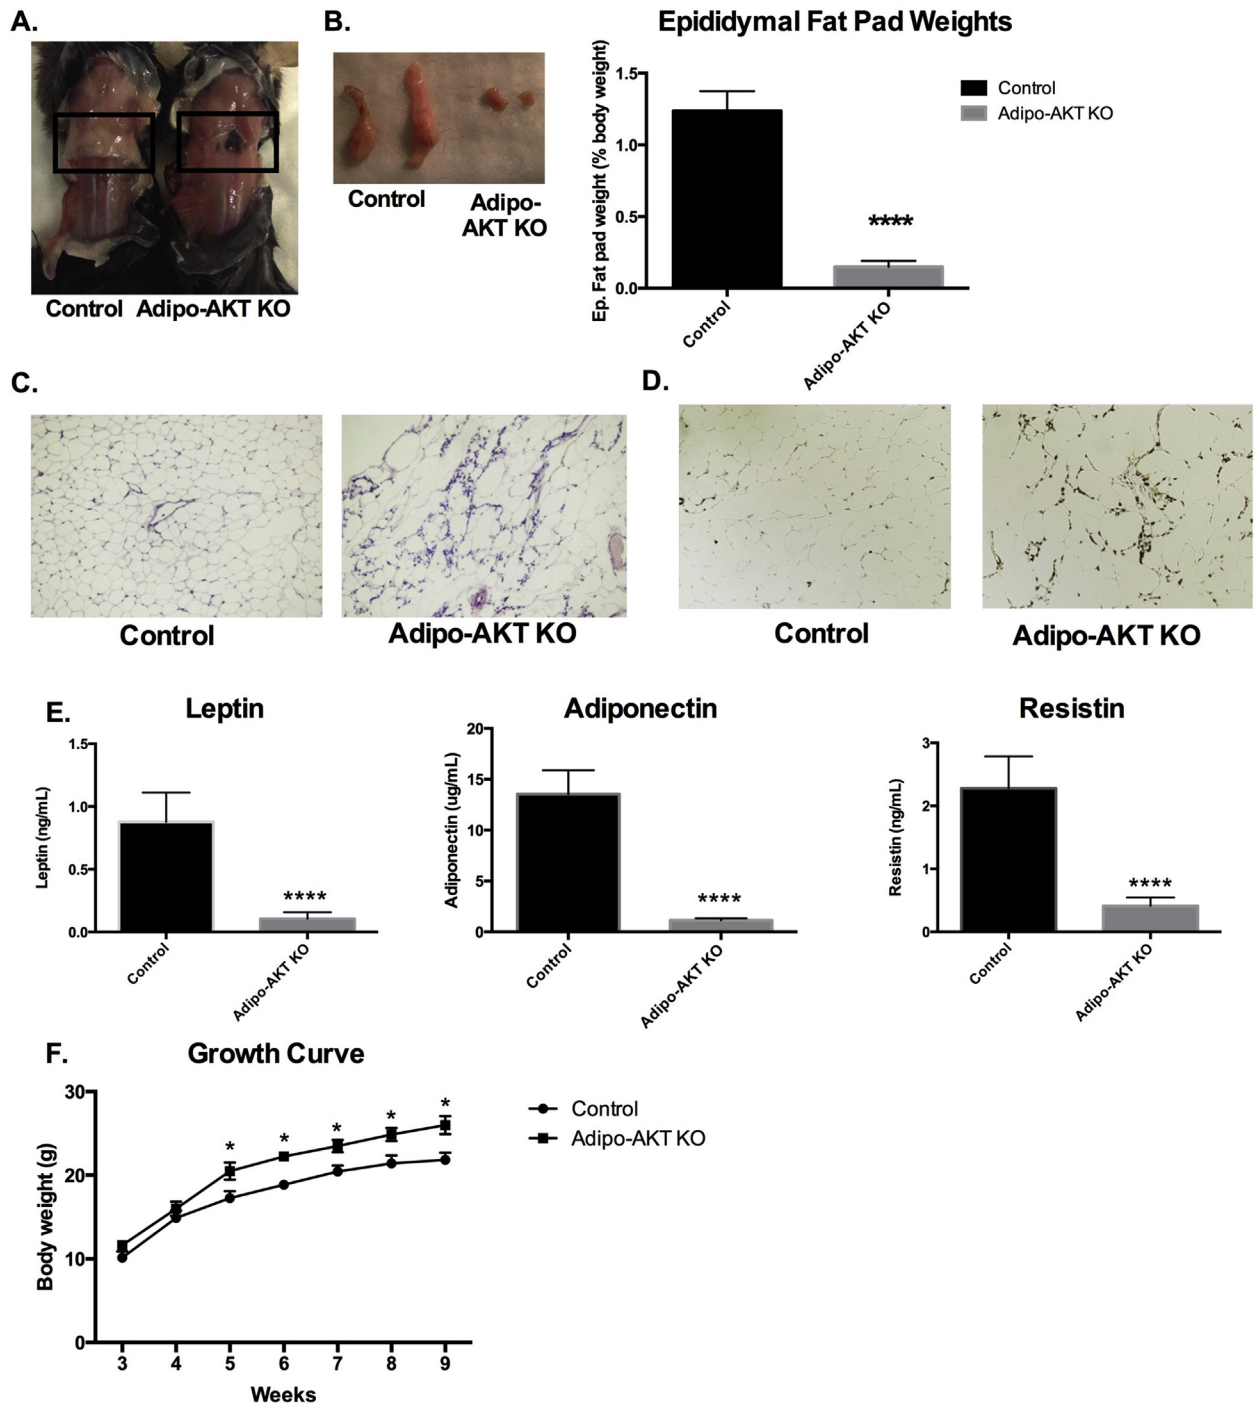 A.
Control Adipo-AKT KO
B.
Control
Adipo-
AKT KO
Epididymal Fat Pad Weights
Ep. Fat pad weight (% body weight)
1.5
1.0
0.5
0.0
****
Control
Adipo-AKT KO
Control
Adipo-AKT KO
C.
Control
Adipo-AKT KO
D.
Control
Adipo-AKT KO
E.
Leptin
Leptin (ng/mL)
1.5
1.0
0.5
0.0
****
Control
Adipo-AKT KO
Adiponectin
Adiponectin (ug/mL)
20
15
10
5
0
****
Control
Adipo-AKT KO
Resistin
Resistin (ng/mL)
3
2
1
0
****
Control
Adipo-AKT KO
F.
Growth Curve
Body weight (g)
30
20
10
0
* * * * *
3 4 5 6 7 8 9
Weeks
Control
Adipo-AKT KO